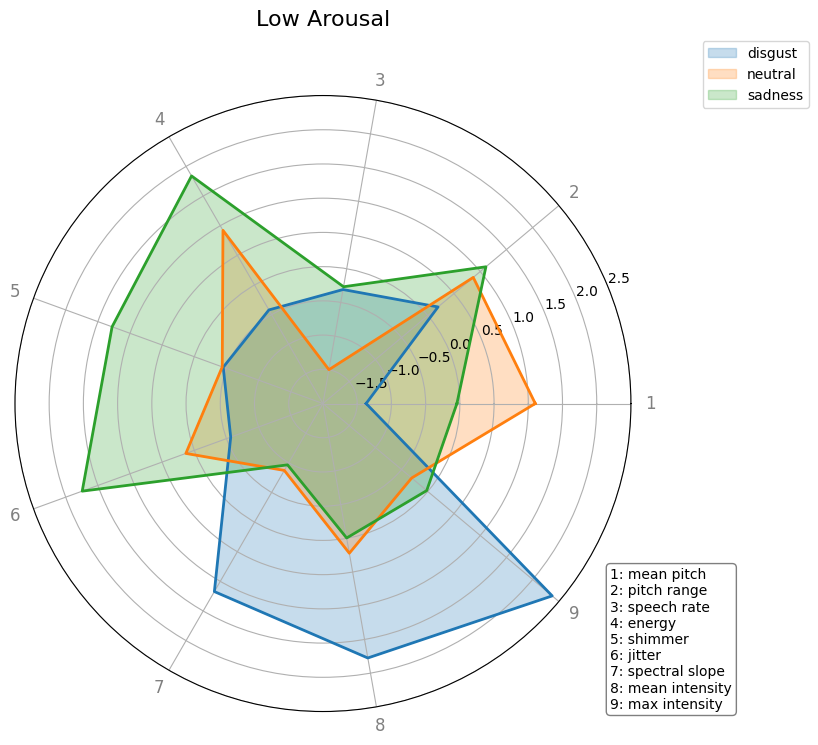 Low Arousal
disgust
neutral
sadness
3
4
2
5
2.5
2.0
1.5
1.0
0.5
0.0
−0.5
−1.0
−1.5
1
6
9
7
8
1: mean pitch
2: pitch range
3: speech rate
4: energy
5: shimmer
6: jitter
7: spectral slope
8: mean intensity
9: max intensity